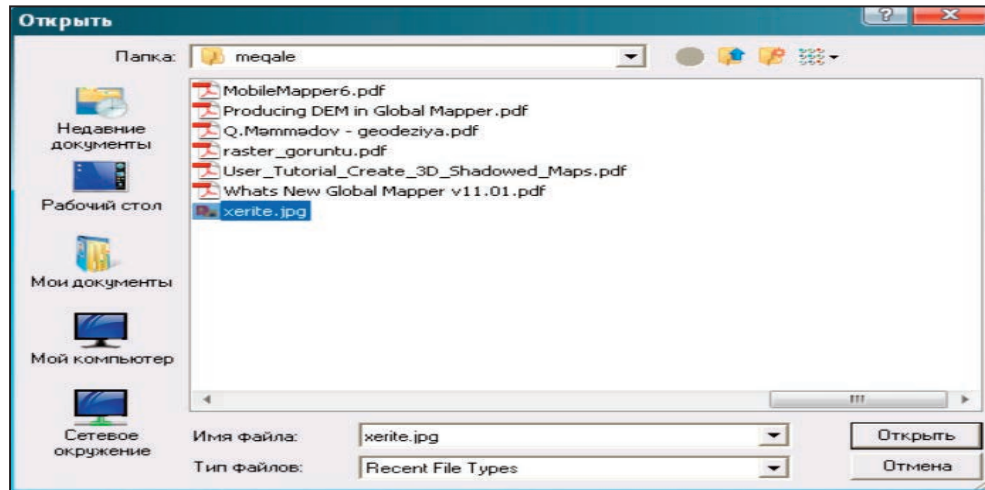 Открыть
Папка: meqale
MobileMapper6.pdf
Producing DEM in Global Mapper.pdf
Q.Məmmədov - geodeziya.pdf
raster_goruntu.pdf
User_Tutorial_Create_3D_Shadowed_Maps.pdf
Whats New Global Mapper v11.01.pdf
xerite.jpg
Недавние
документы
Рабочий стол
Мои документы
Мой компьютер
Сетевое
окружение
Имя файла: xerite.jpg Открыть
Тип файлов: Recent File Types Отмена